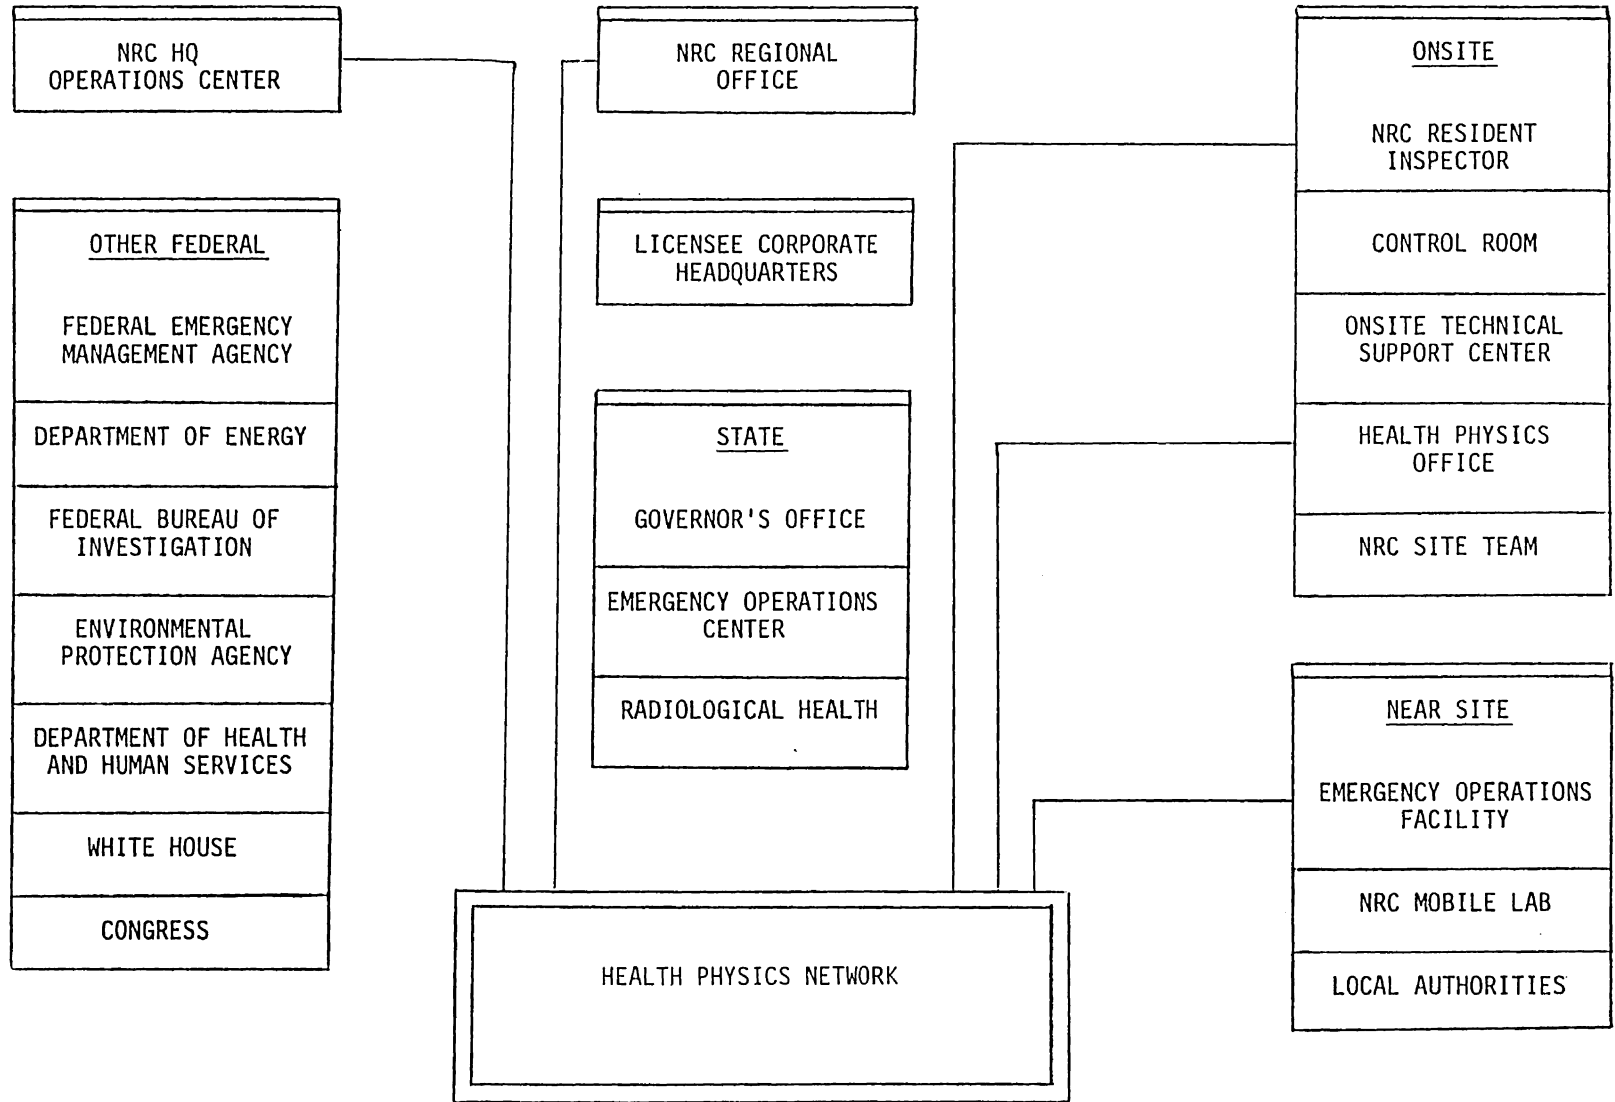 NRC HQ
OPERATIONS CENTER
OTHER FEDERAL
FEDERAL EMERGENCY
MANAGEMENT AGENCY
DEPARTMENT OF ENERGY
FEDERAL BUREAU OF
INVESTIGATION
ENVIRONMENTAL
PROTECTION AGENCY
DEPARTMENT OF HEALTH
AND HUMAN SERVICES
WHITE HOUSE
CONGRESS
NRC REGIONAL
OFFICE
LICENSEE CORPORATE
HEADQUARTERS
STATE
GOVERNOR'S OFFICE
EMERGENCY OPERATIONS
CENTER
RADIOLOGICAL HEALTH
HEALTH PHYSICS NETWORK
ONSITE
NRC RESIDENT
INSPECTOR
CONTROL ROOM
ONSITE TECHNICAL
SUPPORT CENTER
HEALTH PHYSICS
OFFICE
NRC SITE TEAM
NEAR SITE
EMERGENCY OPERATIONS
FACILITY
NRC MOBILE LAB
LOCAL AUTHORITIES